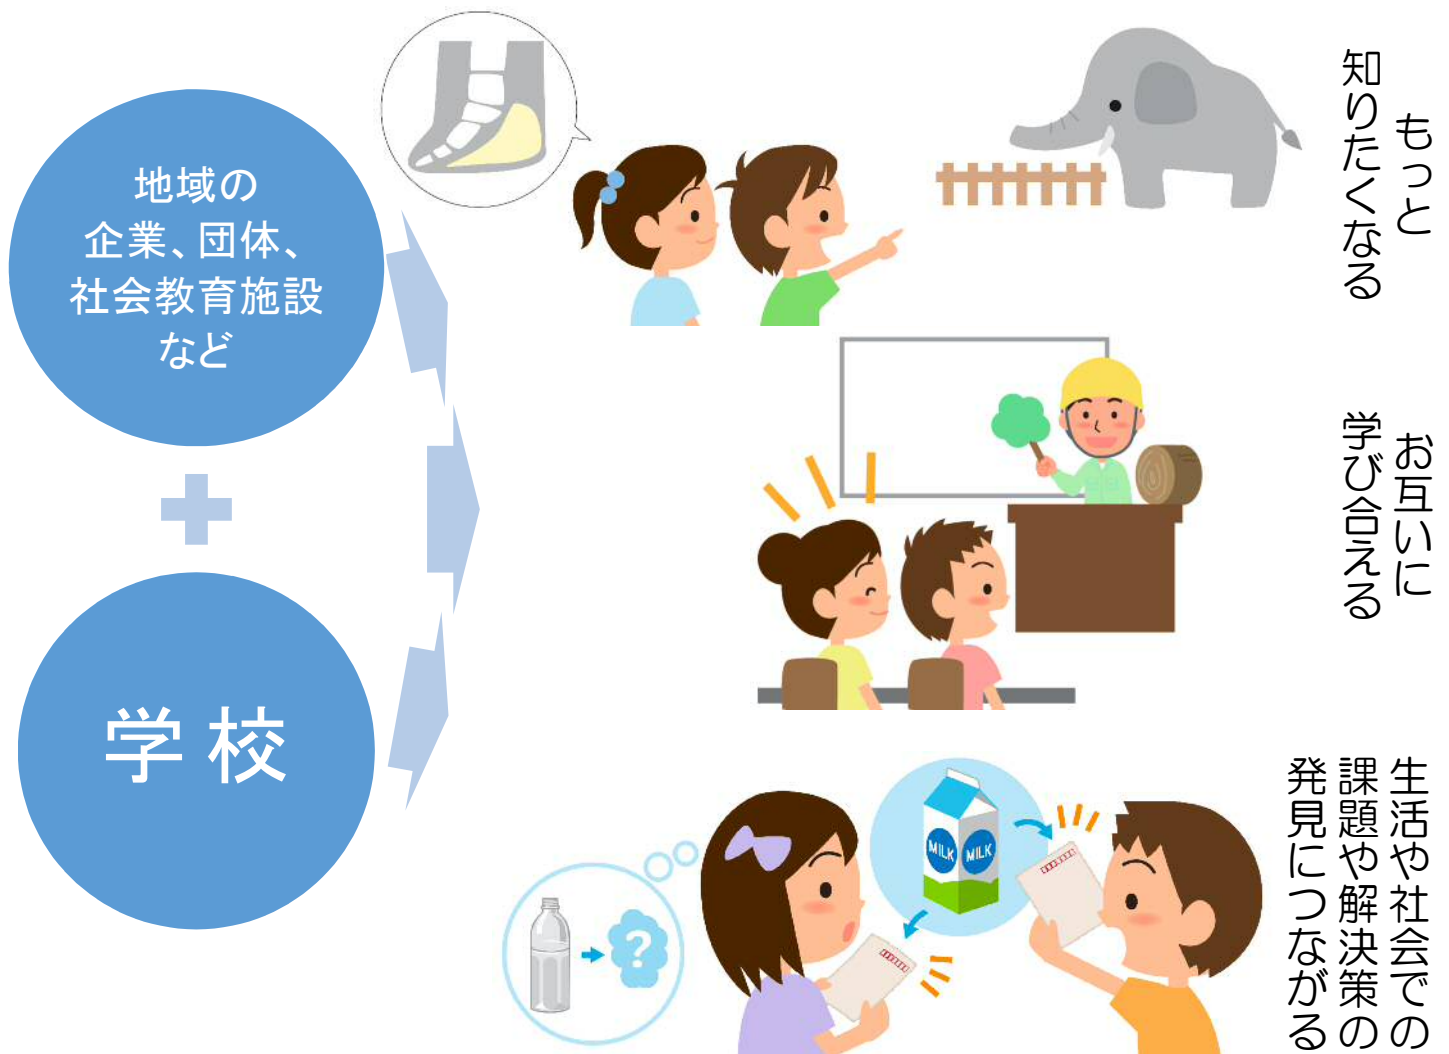 地域の
企業、団体、
社会教育施設
など
学校
もっと
知りたくなる
お互いに
学び合える
MILK MILK
?
生活や社会での
課題や解決策の
発見につながる